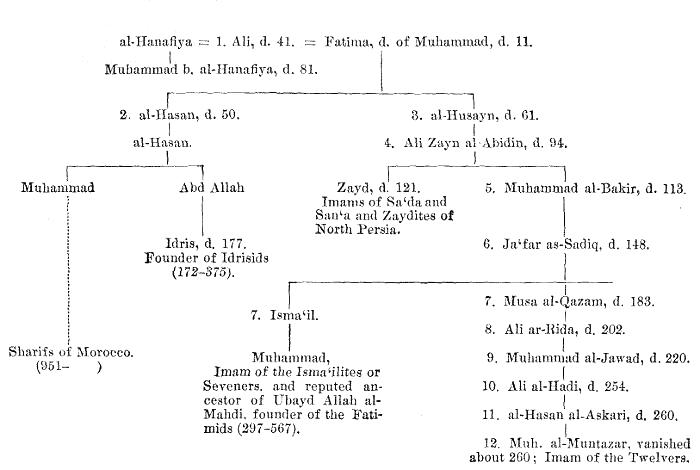 al-Hanafiya = 1. Ali, d. 41. = Fatima, d. of Muhammad, d. 11.
Muhammad b. al-Hanafiya, d. 81.
2. al-Hasan, d. 50.
3. al-Husayn, d. 61.
al-Hasan.
4. Ali Zayn al-Abidin, d. 94.
Muhammad
Abd Allah
Zayd, d. 121.
Imams of Sa‘da and
San‘a and Zaydites of
North Persia.
5. Muhammad al-Bakir, d. 113.
Idris, d. 177.
Founder of Idrisids
(172–375).
6. Ja‘far as-Sadiq, d. 148.
7. Isma‘il.
7. Musa al-Qazam, d. 183.
8. Ali ar-Rida, d. 202.
Sharifs of Morocco.
(951– )
Muhammad,
Imam of the Isma‘ilites or
Seveners, and reputed an-
cestor of Ubayd Allah al-
Mahdi, founder of the Fati-
mids (297–567).
9. Muhammad al-Jawad, d. 220.
10. Ali al-Hadi, d. 254.
11. al-Hasan al-Askari, d. 260.
12. Muh. al-Muntazar, vanished
about 260; Imam of the Twelvers.